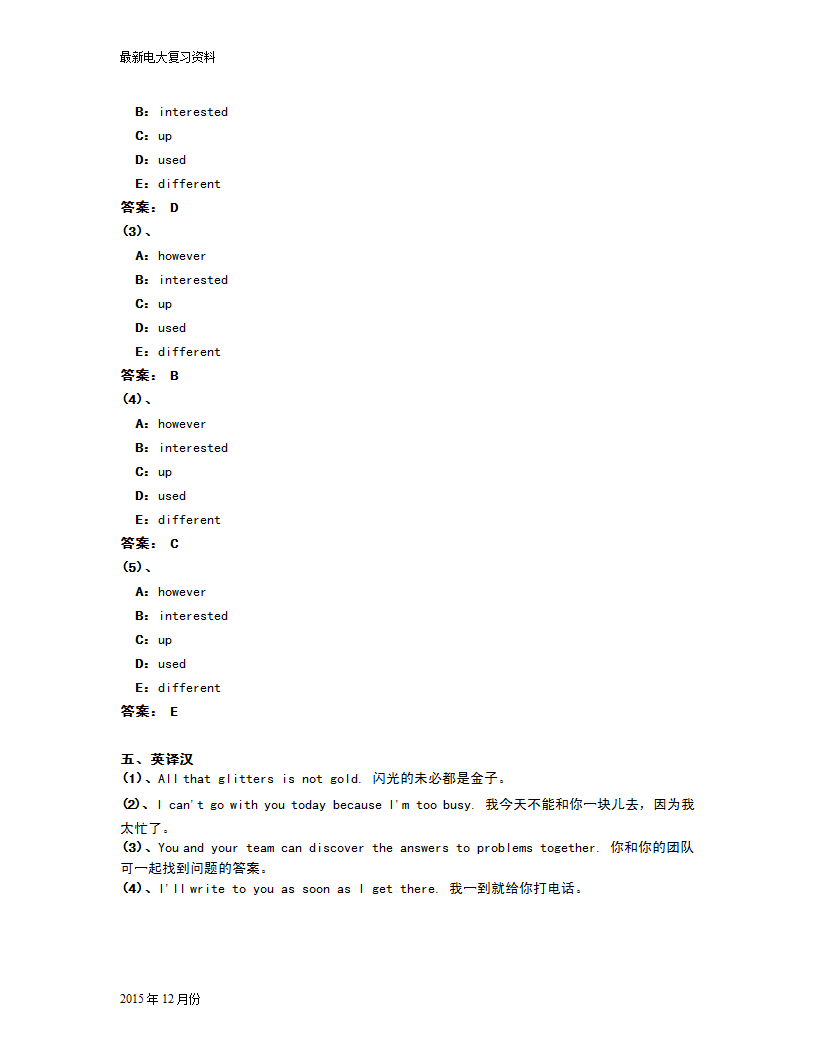 最新电大复习资料
B：interested
C：up
D：used
E：different
答案： D
(3)、
A：however
B：interested
C：up
D：used
E：different
答案： B
(4)、
A：however
B：interested
C：up
D：used
E：different
答案： C
(5)、
A：however
B：interested
C：up
D：used
E：different
答案： E
五、英译汉
(1)、All that glitters is not gold. 闪光的未必都是金子。
(2)、I can't go with you today because I'm too busy. 我今天不能和你一块儿去，因为我
太忙了。
(3)、You and your team can discover the answers to problems together. 你和你的团队
可一起找到问题的答案。
(4)、I'll write to you as soon as I get there. 我一到就给你打电话。
2015 年 12 月份